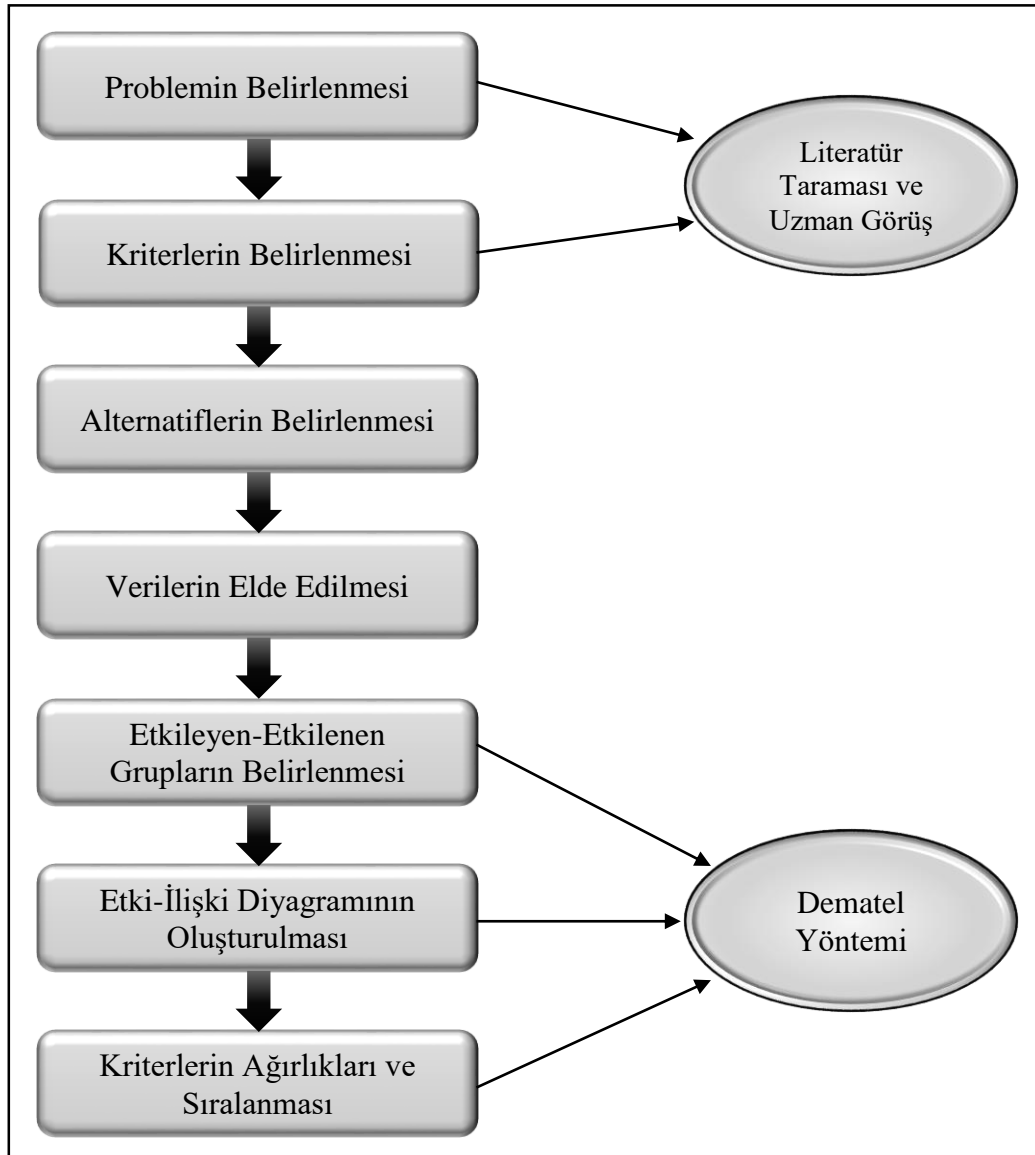 Problemin Belirlenmesi
Literatür
Taraması ve
Uzman Görüş
Kriterlerin Belirlenmesi
Alternatiflerin Belirlenmesi
Verilerin Elde Edilmesi
Etkileyen-Etkilenen
Grupların Belirlenmesi
Etki-İlişki Diyagramının
Oluşturulması
Dematel
Yöntemi
Kriterlerin Ağırlıkları ve
Sıralanması